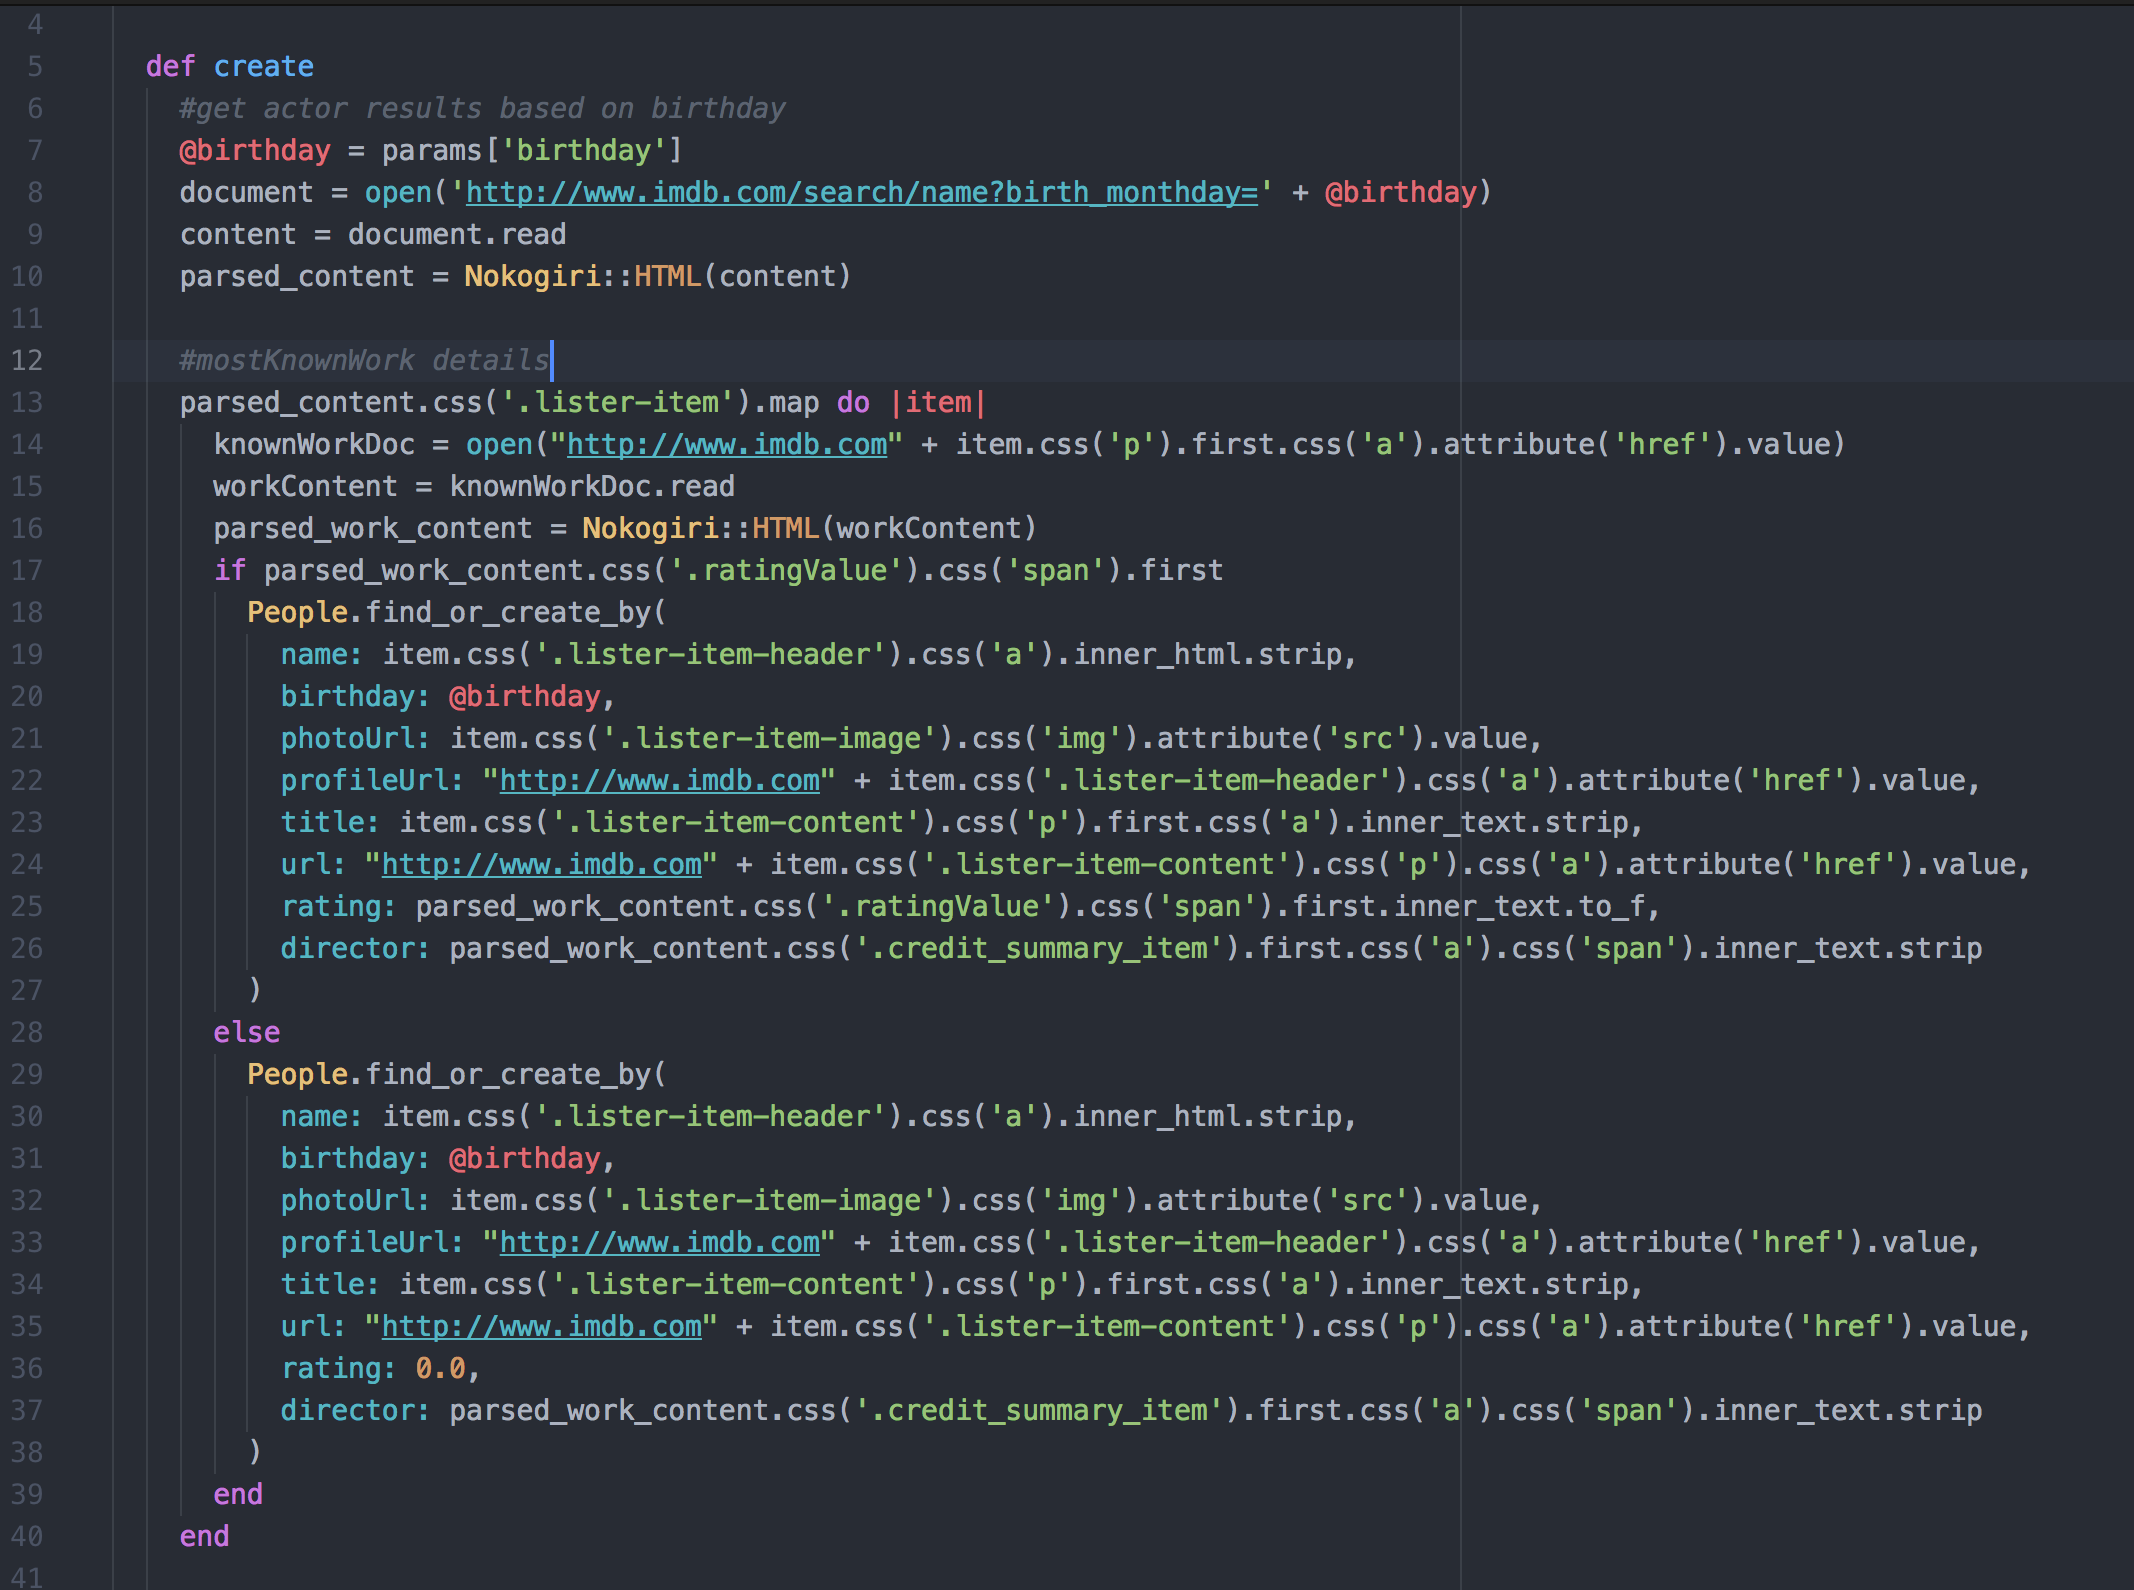 4
5 def create
6 #get actor results based on birthday
7 @birthday = params['birthday']
8 document = open('http://www.imdb.com/search/name?birth_monthday=' + @birthday)
9 content = document.read
10 parsed_content = Nokogiri::HTML(content)
11
12 #mostKnownWork details
13 parsed_content.css('.lister-item').map do |item|
14 knownWorkDoc = open("http://www.imdb.com" + item.css('p').first.css('a').attribute('href').value)
15 workContent = knownWorkDoc.read
16 parsed_work_content = Nokogiri::HTML(workContent)
17 if parsed_work_content.css('.ratingValue').css('span').first
18 People.find_or_create_by(
19 name: item.css('.lister-item-header').css('a').inner_html.strip,
20 birthday: @birthday,
21 photoUrl: item.css('.lister-item-image').css('img').attribute('src').value,
22 profileUrl: "http://www.imdb.com" + item.css('.lister-item-header').css('a').attribute('href').value,
23 title: item.css('.lister-item-content').css('p').first.css('a').inner_text.strip,
24 url: "http://www.imdb.com" + item.css('.lister-item-content').css('p').css('a').attribute('href').value,
25 rating: parsed_work_content.css('.ratingValue').css('span').first.inner_text.to_f,
26 director: parsed_work_content.css('.credit_summary_item').first.css('a').css('span').inner_text.strip
27 )
28 else
29 People.find_or_create_by(
30 name: item.css('.lister-item-header').css('a').inner_html.strip,
31 birthday: @birthday,
32 photoUrl: item.css('.lister-item-image').css('img').attribute('src').value,
33 profileUrl: "http://www.imdb.com" + item.css('.lister-item-header').css('a').attribute('href').value,
34 title: item.css('.lister-item-content').css('p').first.css('a').inner_text.strip,
35 url: "http://www.imdb.com" + item.css('.lister-item-content').css('p').css('a').attribute('href').value,
36 rating: 0.0,
37 director: parsed_work_content.css('.credit_summary_item').first.css('a').css('span').inner_text.strip
38 )
39 end
40 end
41